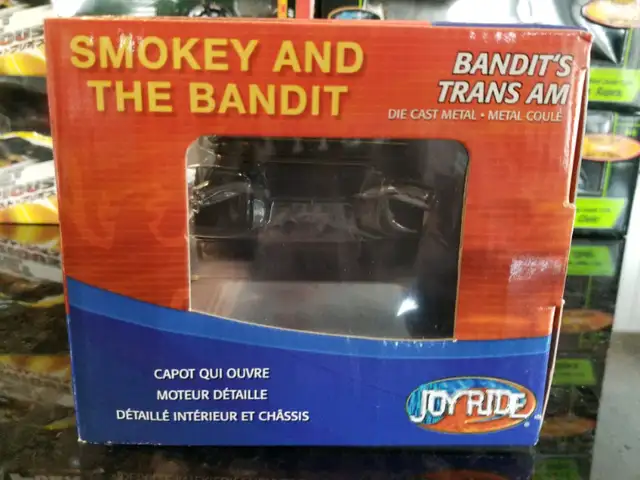 SMOKEY AND
THE BANDIT
BANDIT'S
TRANS AM
DIE CAST METAL • METAL COULÉ
CAPOT QUI OUVRE
MOTEUR DÉTAILLE
DÉTAILLÉ INTÉRIEUR ET CHÂSSIS
JOY RIDE